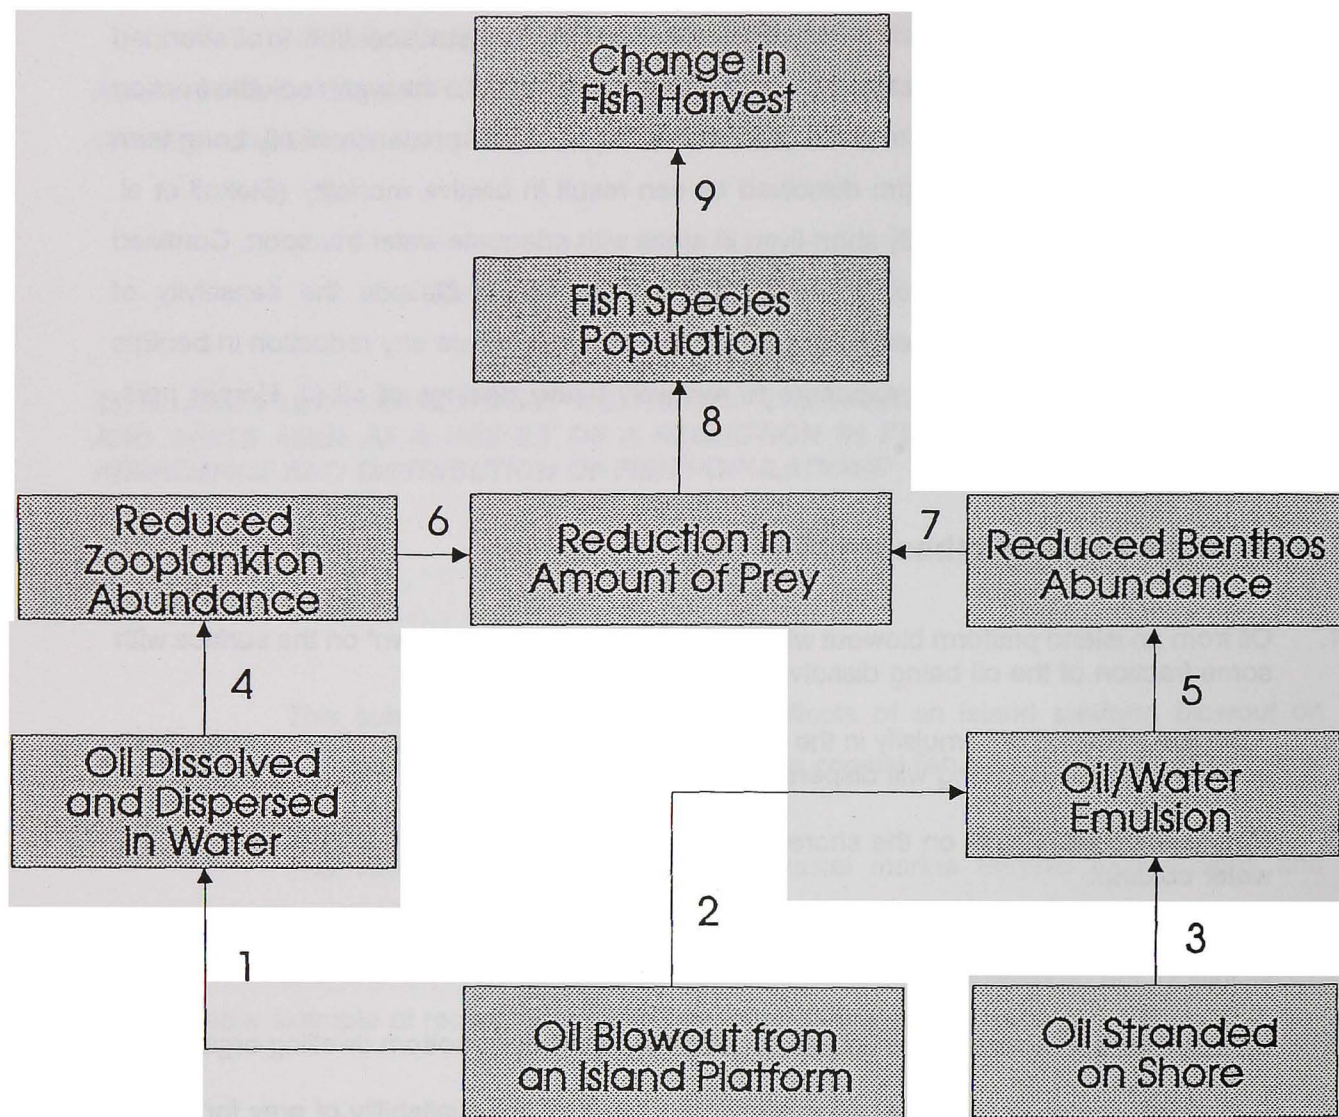 Change in
Fish Harvest
9
Fish Species
Population
8
Reduced
Zooplankton
Abundance
6
Reduction in
Amount of Prey
7
Reduced Benthos
Abundance
4
5
Oil Dissolved
and Dispersed
in Water
Oil/Water
Emulsion
2
3
1
Oil Blowout from
an Island Platform
Oil Stranded
on Shore